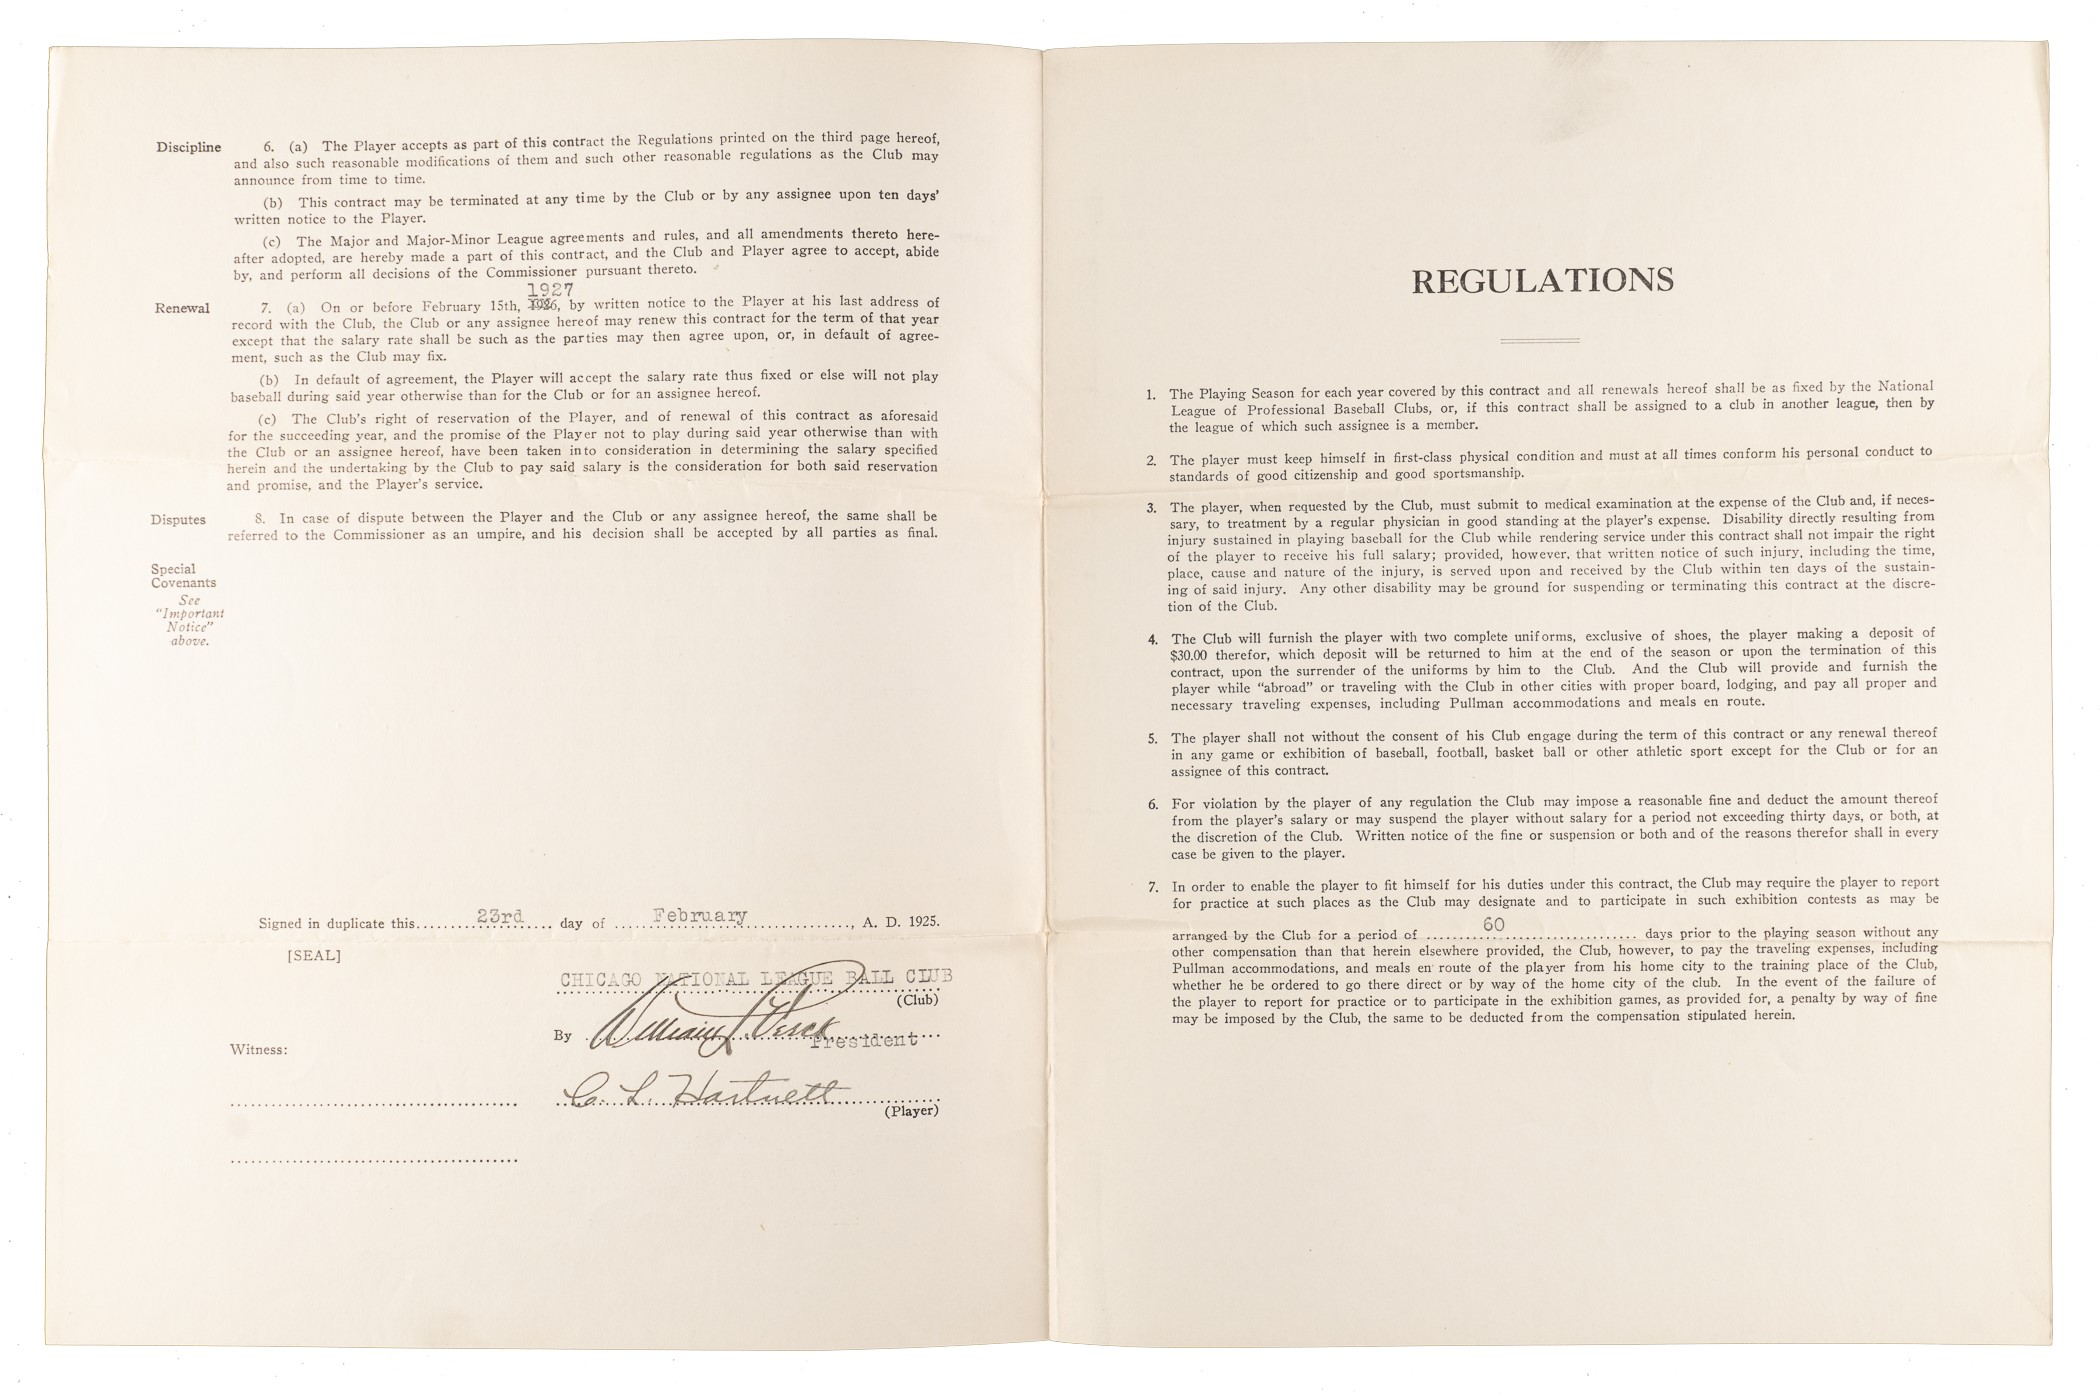 Discipline 6. (a) The Player accepts as part of this contract the Regulations printed on the third page hereof,
and also such reasonable modifications of them and such other reasonable regulations as the Club may
announce from time to time.
(b) This contract may be terminated at any time by the Club or by any assignee upon ten days'
written notice to the Player.
(c) The Major and Major-Minor League agreements and rules, and all amendments thereto here-
after adopted, are hereby made a part of this contract, and the Club and Player agree to accept, abide
by, and perform all decisions of the Commissioner pursuant thereto.
1927
Renewal 7. (a) On or before February 15th, 1926, by written notice to the Player at his last address of
record with the Club, the Club or any assignee hereof may renew this contract for the term of that year
except that the salary rate shall be such as the parties may then agree upon, or, in default of agree-
ment, such as the Club may fix.
(b) In default of agreement, the Player will accept the salary rate thus fixed or else will not play
baseball during said year otherwise than for the Club or for an assignee hereof.
(c) The Club's right of reservation of the Player, and of renewal of this contract as aforesaid
for the succeeding year, and the promise of the Player not to play during said year otherwise than with
the Club or an assignee hereof, have been taken into consideration in determining the salary specified
herein and the undertaking by the Club to pay said salary is the consideration for both said reservation
and promise, and the Player's service.
Disputes 8. In case of dispute between the Player and the Club or any assignee hereof, the same shall be
referred to the Commissioner as an umpire, and his decision shall be accepted by all parties as final.
Special
Covenants
See
"Important
Notice"
above.
Signed in duplicate this 23rd day of February, A. D. 1925.
[SEAL]
CHICAGO NATIONAL LEAGUE BALL CLUB
(Club)
By William L. Veeck
President
Witness:
C. L. Hartnett
(Player)
REGULATIONS
1. The Playing Season for each year covered by this contract and all renewals hereof shall be as fixed by the National
League of Professional Baseball Clubs, or, if this contract shall be assigned to a club in another league, then by
the league of which such assignee is a member.
2. The player must keep himself in first-class physical condition and must at all times conform his personal conduct to
standards of good citizenship and good sportsmanship.
3. The player, when requested by the Club, must submit to medical examination at the expense of the Club and, if neces-
sary, to treatment by a regular physician in good standing at the player's expense. Disability directly resulting from
injury sustained in playing baseball for the Club while rendering service under this contract shall not impair the right
of the player to receive his full salary; provided, however, that written notice of such injury, including the time,
place, cause and nature of the injury, is served upon and received by the Club within ten days of the sustain-
ing of said injury. Any other disability may be ground for suspending or terminating this contract at the discre-
tion of the Club.
4. The Club will furnish the player with two complete uniforms, exclusive of shoes, the player making a deposit of
$30.00 therefor, which deposit will be returned to him at the end of the season or upon the termination of this
contract, upon the surrender of the uniforms by him to the Club. And the Club will provide and furnish the
player while "abroad" or traveling with the Club in other cities with proper board, lodging, and pay all proper and
necessary traveling expenses, including Pullman accommodations and meals en route.
5. The player shall not without the consent of his Club engage during the term of this contract or any renewal thereof
in any game or exhibition of baseball, football, basket ball or other athletic sport except for the Club or for an
assignee of this contract.
6. For violation by the player of any regulation the Club may impose a reasonable fine and deduct the amount thereof
from the player's salary or may suspend the player without salary for a period not exceeding thirty days, or both, at
the discretion of the Club. Written notice of the fine or suspension or both and of the reasons therefor shall in every
case be given to the player.
7. In order to enable the player to fit himself for his duties under this contract, the Club may require the player to report
for practice at such places as the Club may designate and to participate in such exhibition contests as may be
arranged by the Club for a period of 60 days prior to the playing season without any
other compensation than that herein elsewhere provided, the Club, however, to pay the traveling expenses, including
Pullman accommodations, and meals en route of the player from his home city to the training place of the Club,
whether he be ordered to go there direct or by way of the home city of the club. In the event of the failure of
the player to report for practice or to participate in the exhibition games, as provided for, a penalty by way of fine
may be imposed by the Club, the same to be deducted from the compensation stipulated herein.